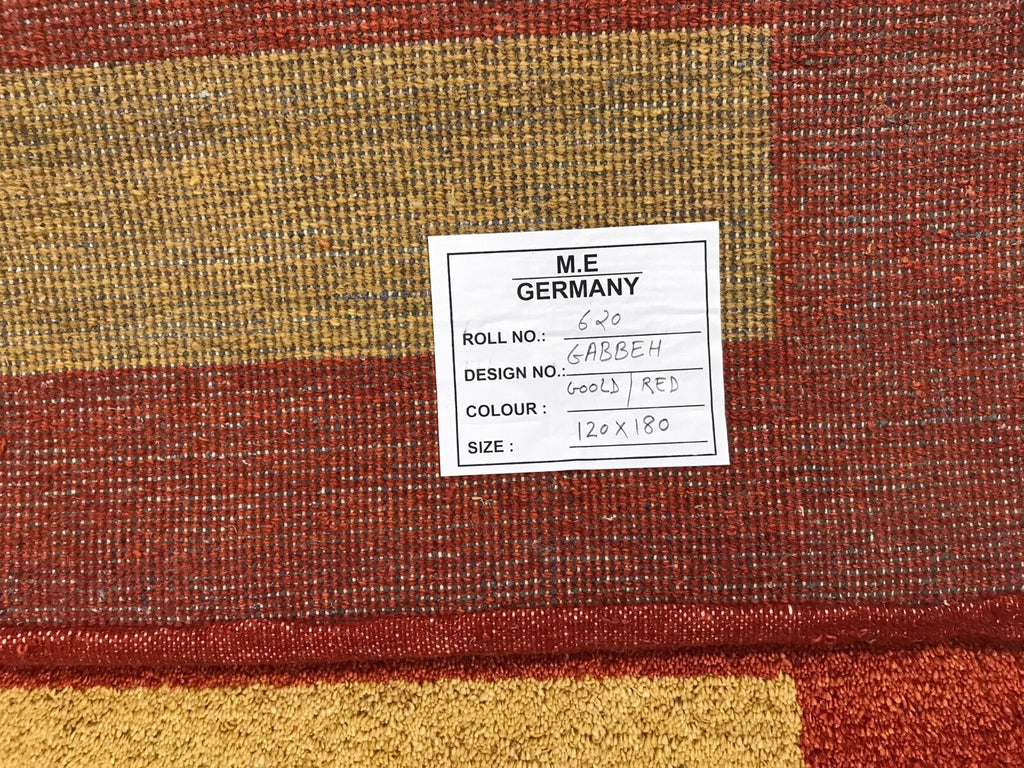 M.E
GERMANY
ROLL NO.: 620
DESIGN NO.: GABBEH
COLOUR : GOOLD / RED
SIZE : 120X180